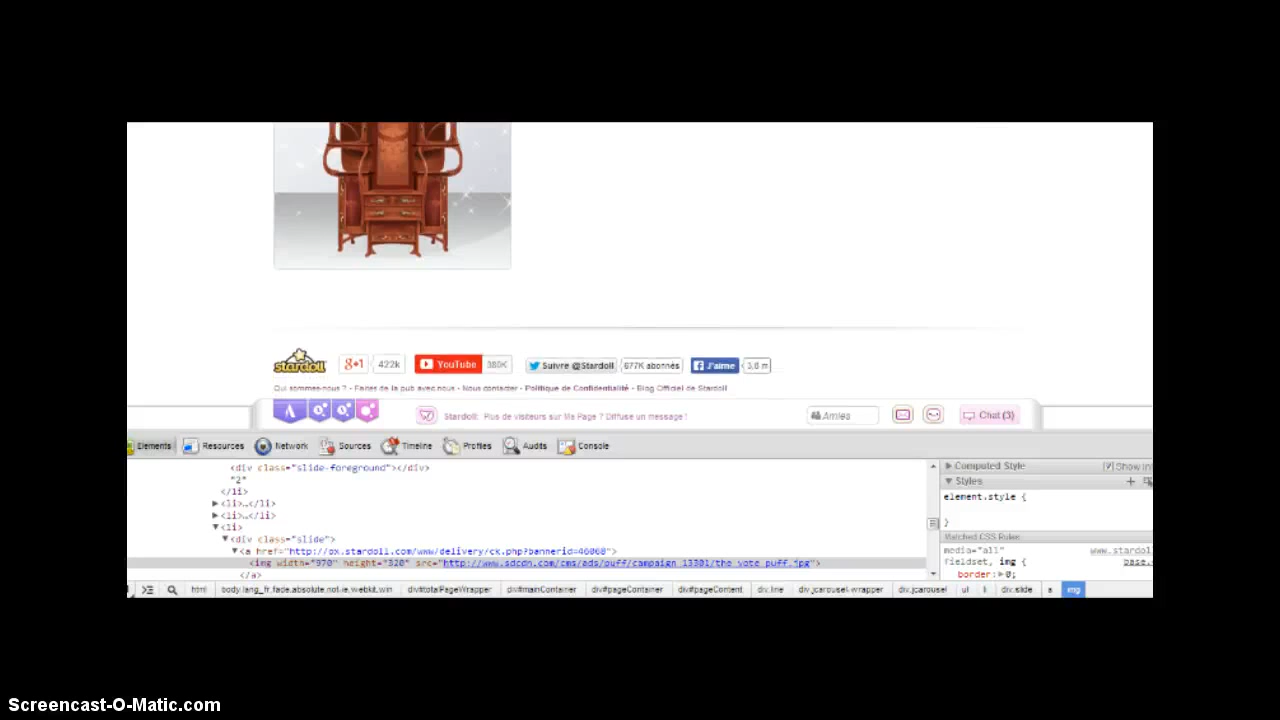 stardoll g+1 422k YouTube 380K Suivre @Stardoll 677K abonnés J'aime 3,8 m
Qui sommes-nous ? - Faites de la pub avec nous - Nous contacter - Politique de Confidentialité - Blog Officiel de Stardoll
Stardoll: Plus de visiteurs sur Ma Page ? Diffuse un message ! Amies Chat (3)
Elements Resources Network Sources Timeline Profiles Audits Console
<div class="slide-foreground"></div>
"2"
</li>
▶<li>…</li>
▶<li>…</li>
▼<li>
▼<div class="slide">
▼<a href="http://ox.stardoll.com/www/delivery/ck.php?bannerid=46068">
<img width="970" height="320" src="http://www.sdcdn.com/cms/ads/puff/campaign_13301/the_vote_puff.jpg">
</a>
▶ Computed Style Show in
▼ Styles
element.style {
}
Matched CSS Rules
media="all" www.stardoll
fieldset, img { base.
border:▶0;
html body.lang_fr.fade.absolute.not-ie.webkit.win div#totalPageWrapper div#mainContainer div#pageContainer div#pageContent div.line div.jcarousel-wrapper div.jcarousel ul li div.slide a img
Screencast-O-Matic.com